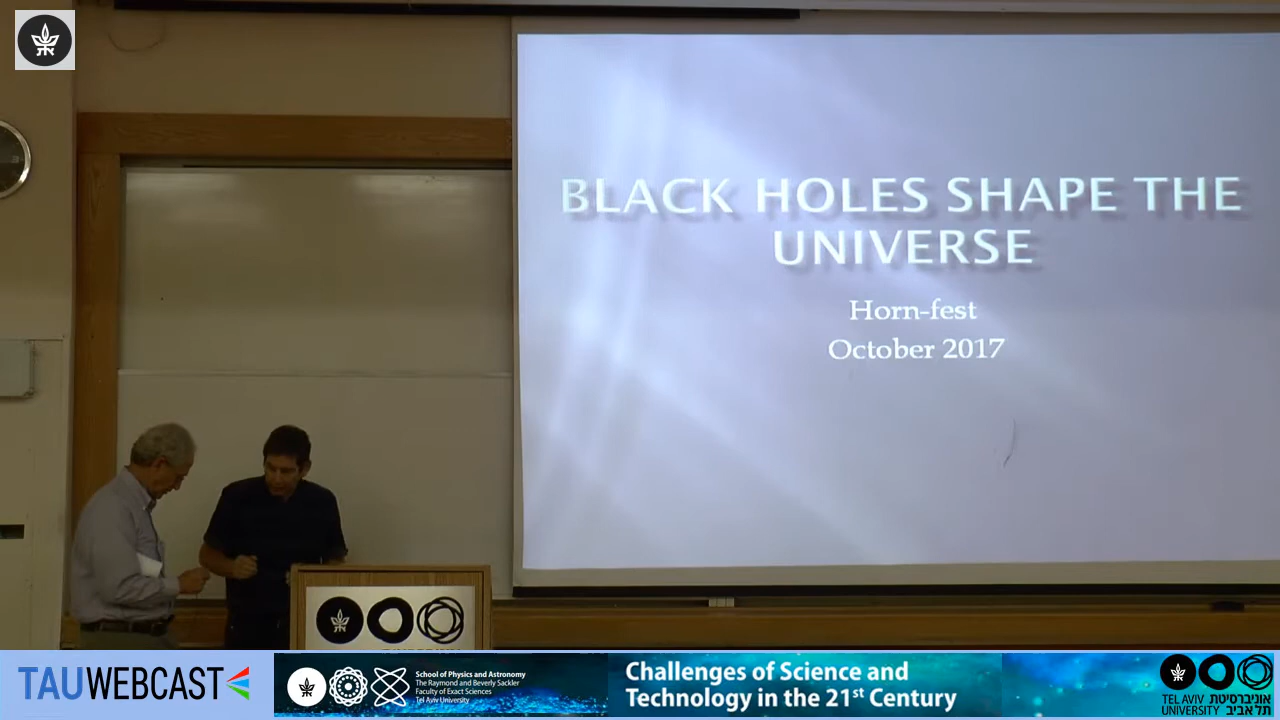 BLACK HOLES SHAPE THE
UNIVERSE
Horn-fest
October 2017
TAUWEBCAST
School of Physics and Astronomy
The Raymond and Beverly Sackler
Faculty of Exact Sciences
Tel Aviv University
Challenges of Science and
Technology in the 21st Century
TEL AVIV אוניברסיטת
UNIVERSITY תל אביב